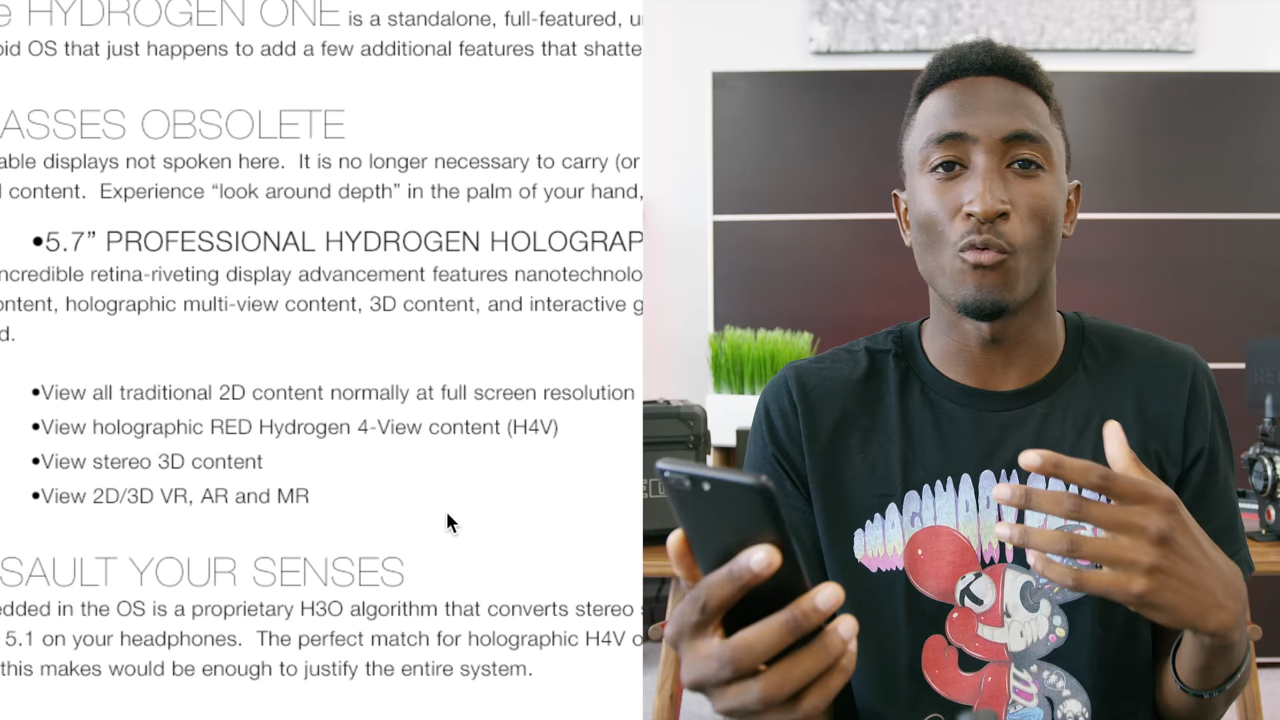 e HYDROGEN ONE is a standalone, full-featured, u
oid OS that just happens to add a few additional features that shatte
ASSES OBSOLETE
able displays not spoken here. It is no longer necessary to carry (or
l content. Experience “look around depth” in the palm of your hand,
•5.7” PROFESSIONAL HYDROGEN HOLOGRAP
ncredible retina-riveting display advancement features nanotechnolo
ontent, holographic multi-view content, 3D content, and interactive g
d.
•View all traditional 2D content normally at full screen resolution
•View holographic RED Hydrogen 4-View content (H4V)
•View stereo 3D content
•View 2D/3D VR, AR and MR
SAULT YOUR SENSES
edded in the OS is a proprietary H3O algorithm that converts stereo s
5.1 on your headphones. The perfect match for holographic H4V o
this makes would be enough to justify the entire system.